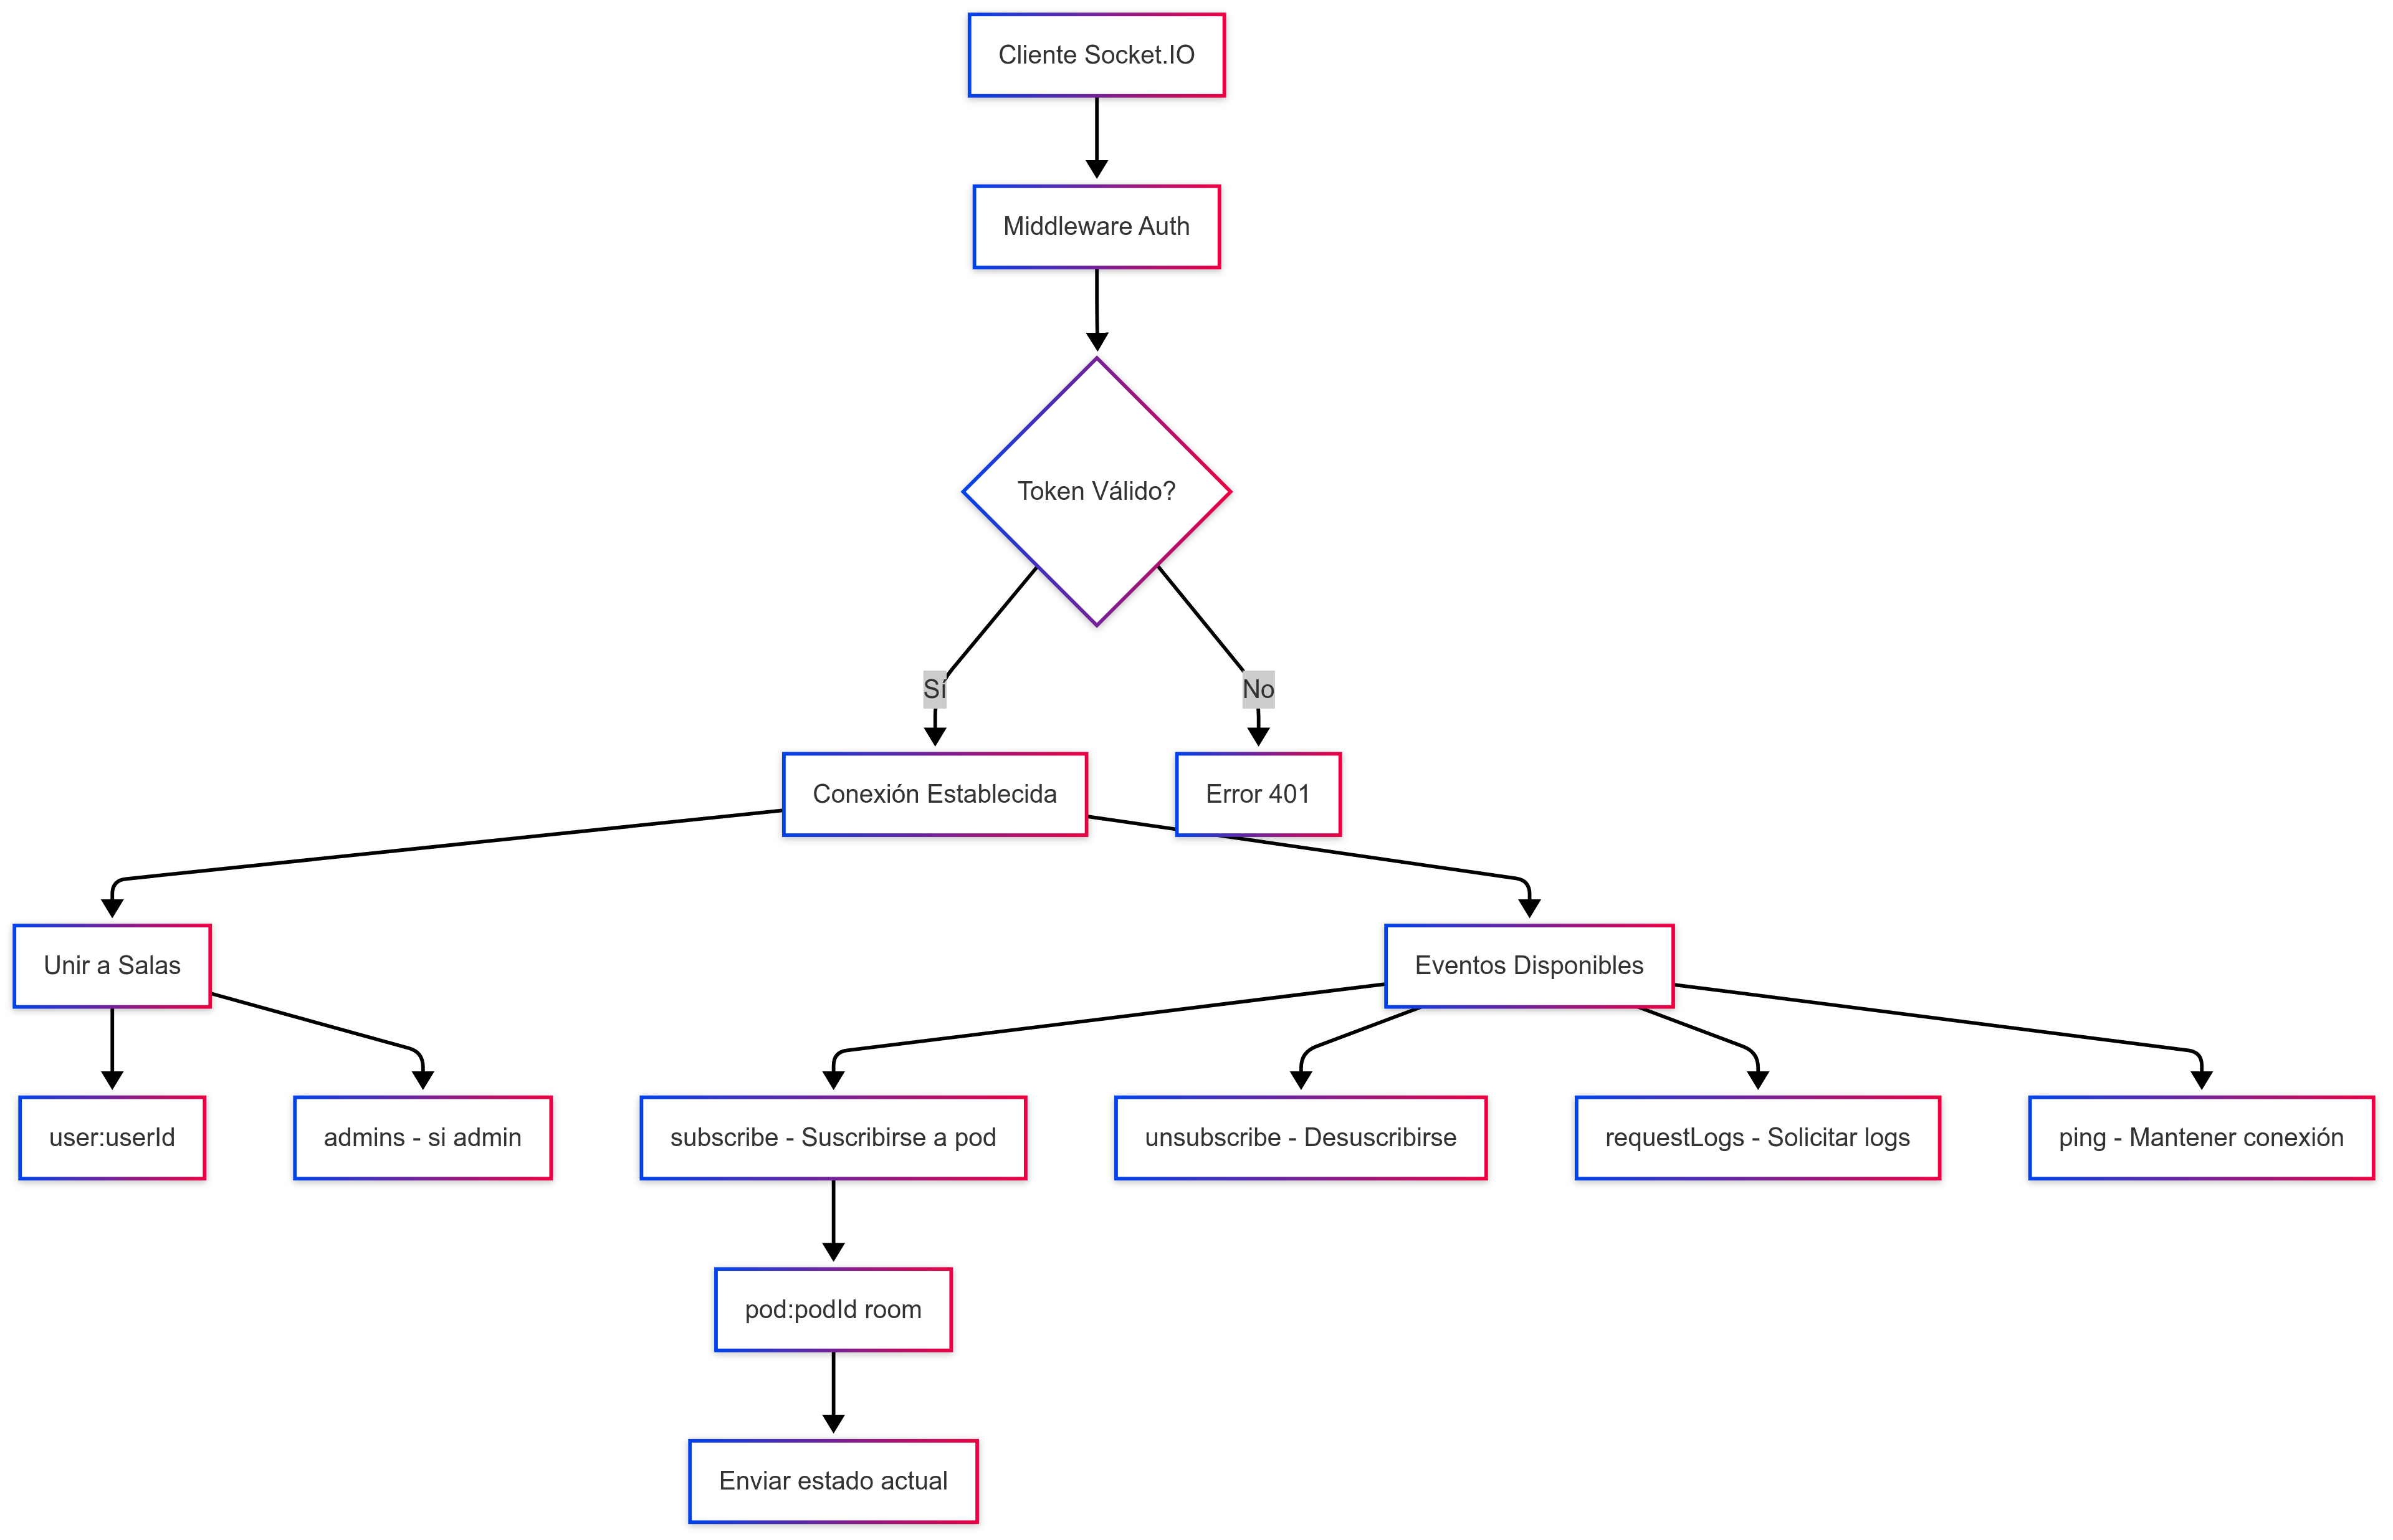 Cliente Socket.IO
Middleware Auth
Token Válido?
Sí
No
Conexión Establecida
Error 401
Unir a Salas
Eventos Disponibles
user:userId
admins - si admin
subscribe - Suscribirse a pod
unsubscribe - Desuscribirse
requestLogs - Solicitar logs
ping - Mantener conexión
pod:podId room
Enviar estado actual